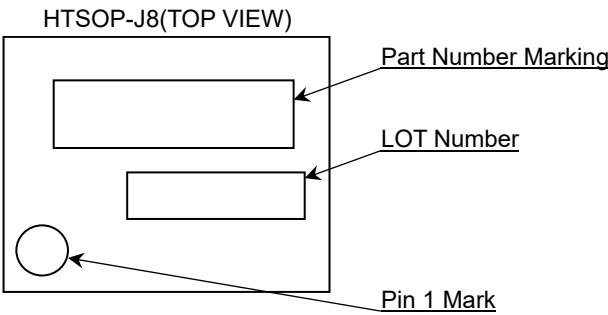 HTSOP-J8(TOP VIEW)
Part Number Marking
LOT Number
Pin 1 Mark